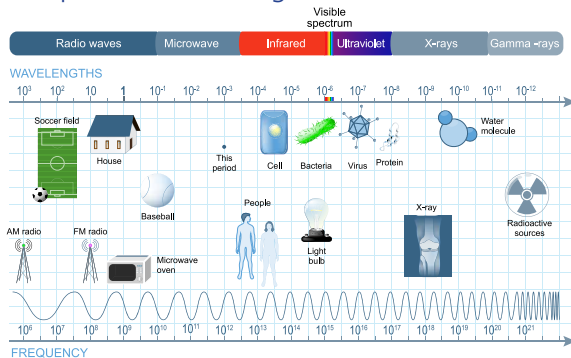 Visible
spectrum
Radio waves Microwave Infrared Ultraviolet X-rays Gamma -rays
WAVELENGTHS
10³ 10² 10 1 10⁻¹ 10⁻² 10⁻³ 10⁻⁴ 10⁻⁵ 10⁻⁶ 10⁻⁷ 10⁻⁸ 10⁻⁹ 10⁻¹⁰ 10⁻¹¹ 10⁻¹²
Soccer field
House
This
period
Cell
Bacteria
Virus
Protein
Water
molecule
Baseball
People
Light
bulb
X-ray
Radioactive
sources
AM radio
FM radio
Microwave
oven
10⁶ 10⁷ 10⁸ 10⁹ 10¹⁰ 10¹¹ 10¹² 10¹³ 10¹⁴ 10¹⁵ 10¹⁶ 10¹⁷ 10¹⁸ 10¹⁹ 10²⁰ 10²¹
FREQUENCY